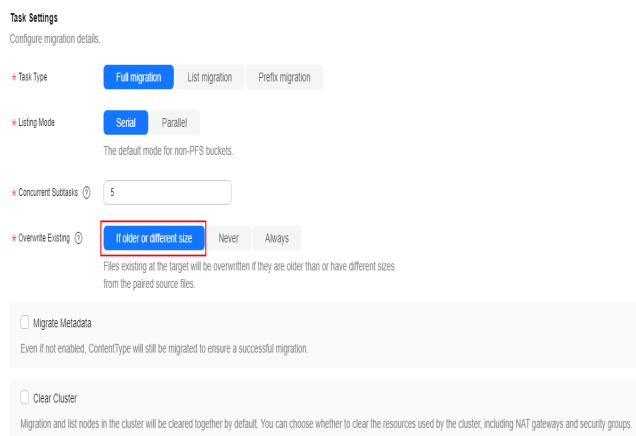 Task Settings
Configure migration details.
* Task Type Full migration List migration Prefix migration
* Listing Mode Serial Parallel
The default mode for non-PFS buckets.
* Concurrent Subtasks ? 5
* Overwrite Existing ? If older or different size Never Always
Files existing at the target will be overwritten if they are older than or have different sizes
from the paired source files.
Migrate Metadata
Even if not enabled, ContentType will still be migrated to ensure a successful migration.
Clear Cluster
Migration and list nodes in the cluster will be cleared together by default. You can choose whether to clear the resources used by the cluster, including NAT gateways and security groups.